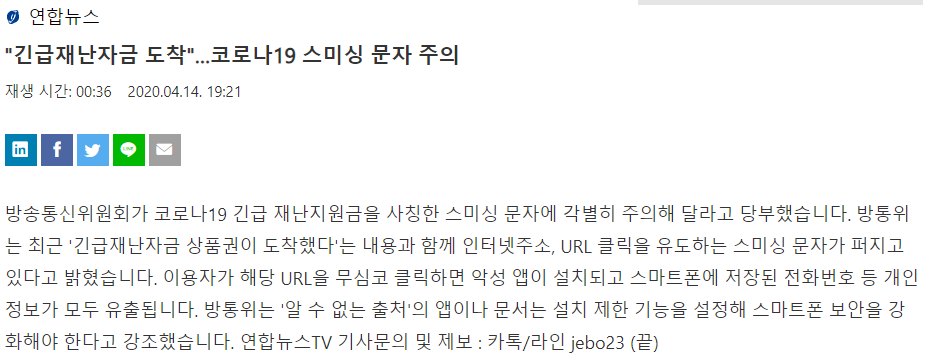 연합뉴스
"긴급재난자금 도착"...코로나19 스미싱 문자 주의
재생 시간: 00:36 2020.04.14. 19:21
in f LINE
방송통신위원회가 코로나19 긴급 재난지원금을 사칭한 스미싱 문자에 각별히 주의해 달라고 당부했습니다. 방통위
는 최근 '긴급재난자금 상품권이 도착했다'는 내용과 함께 인터넷주소, URL 클릭을 유도하는 스미싱 문자가 퍼지고
있다고 밝혔습니다. 이용자가 해당 URL을 무심코 클릭하면 악성 앱이 설치되고 스마트폰에 저장된 전화번호 등 개인
정보가 모두 유출됩니다. 방통위는 '알 수 없는 출처'의 앱이나 문서는 설치 제한 기능을 설정해 스마트폰 보안을 강
화해야 한다고 강조했습니다. 연합뉴스TV 기사문의 및 제보 : 카톡/라인 jebo23 (끝)